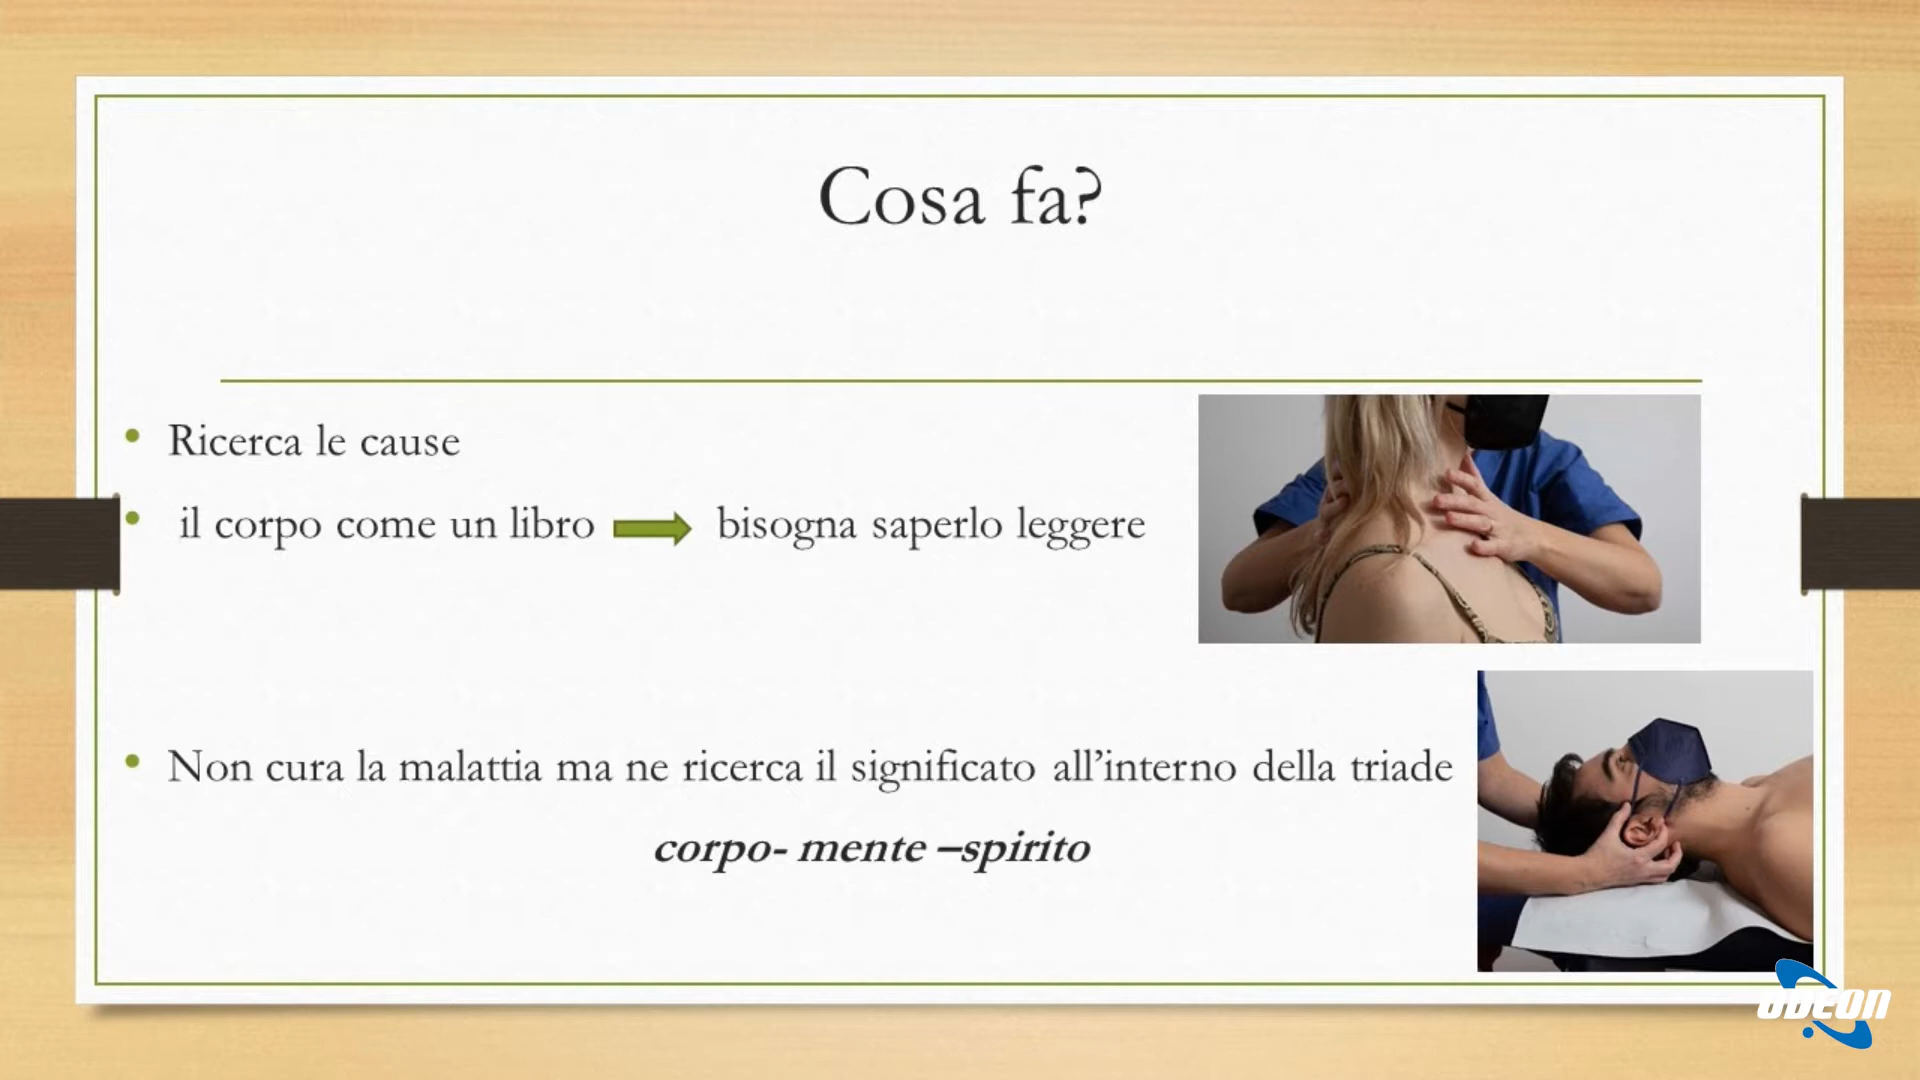 Cosa fa?
• Ricerca le cause
• il corpo come un libro bisogna saperlo leggere
• Non cura la malattia ma ne ricerca il significato all’interno della triade
corpo- mente –spirito
ODEON